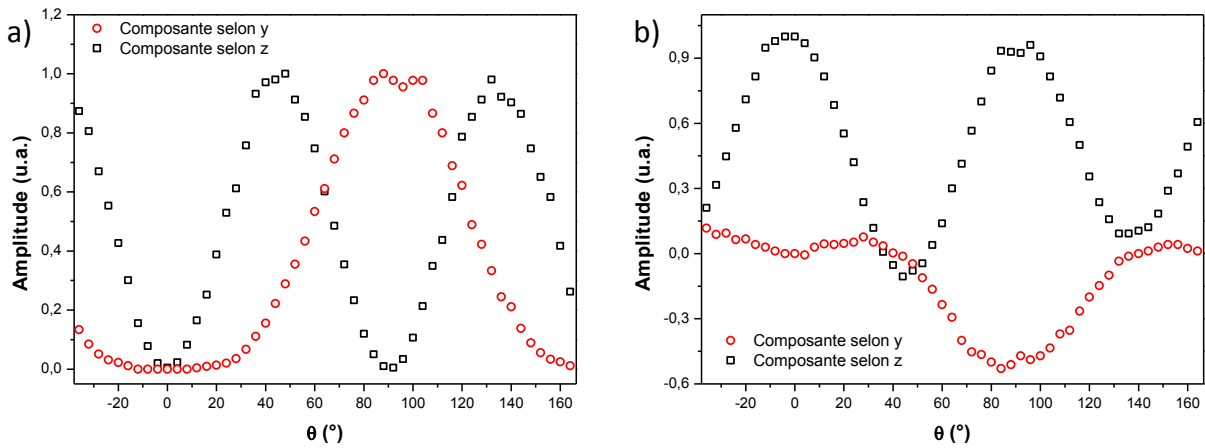 a)
1,2
1,0
0,8
0,6
0,4
0,2
0,0
Amplitude (u.a.)
Composante selon y
Composante selon z
-20 0 20 40 60 80 100 120 140 160
θ (°)
b)
0,9
0,6
0,3
0,0
-0,3
-0,6
Amplitude (u.a.)
Composante selon y
Composante selon z
-20 0 20 40 60 80 100 120 140 160
θ (°)